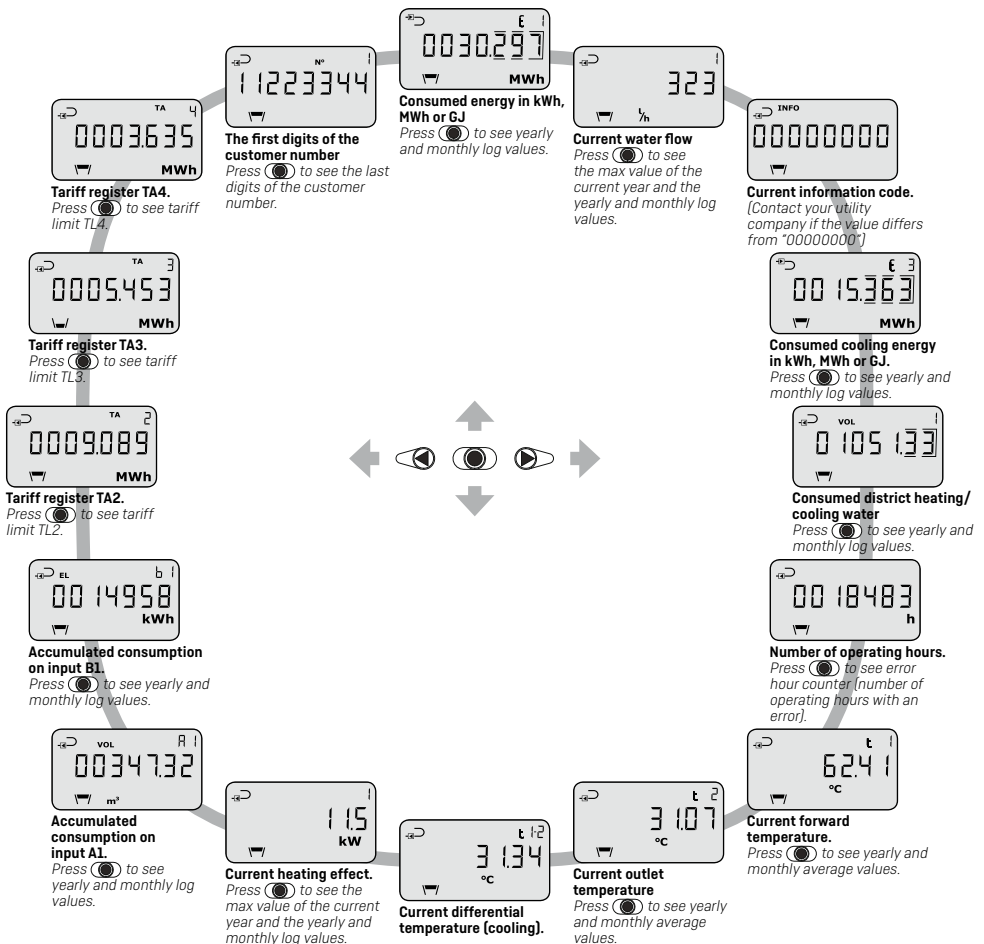 E 1
0030.297
MWh
Consumed energy in kWh,
MWh or GJ
Press to see yearly
and monthly log values.
1
323
l/h
Current water flow
Press to see
the max value of the
current year and the
yearly and monthly log
values.
INFO
00000000
Current information code.
(Contact your utility
company if the value differs
from "00000000")
E 3
0015.363
MWh
Consumed cooling energy
in kWh, MWh or GJ.
Press to see yearly and
monthly log values.
VOL 1
01051.33
Consumed district heating/
cooling water
Press to see yearly and
monthly log values.
0018483
h
Number of operating hours.
Press to see error
hour counter (number of
operating hours with an
error).
t 1
62.41
°C
Current forward
temperature.
Press to see yearly and
monthly average values.
t 2
31.07
°C
Current outlet
temperature
Press to see yearly
and monthly average
values.
t 1-2
31.34
°C
Current differential
temperature (cooling).
1
11.5
kW
Current heating effect.
Press to see the
max value of the current
year and the yearly and
monthly log values.
VOL A1
00347.32
m³
Accumulated
consumption on
input A1.
Press to see
yearly and monthly log
values.
EL b1
0014958
kWh
Accumulated consumption
on input B1.
Press to see yearly and
monthly log values.
TA 2
0009.089
MWh
Tariff register TA2.
Press to see tariff
limit TL2.
TA 3
0005.453
MWh
Tariff register TA3.
Press to see tariff
limit TL3.
TA 4
0003.635
MWh
Tariff register TA4.
Press to see tariff
limit TL4.
N° 1
11223344
The first digits of the
customer number
Press to see the last
digits of the customer
number.